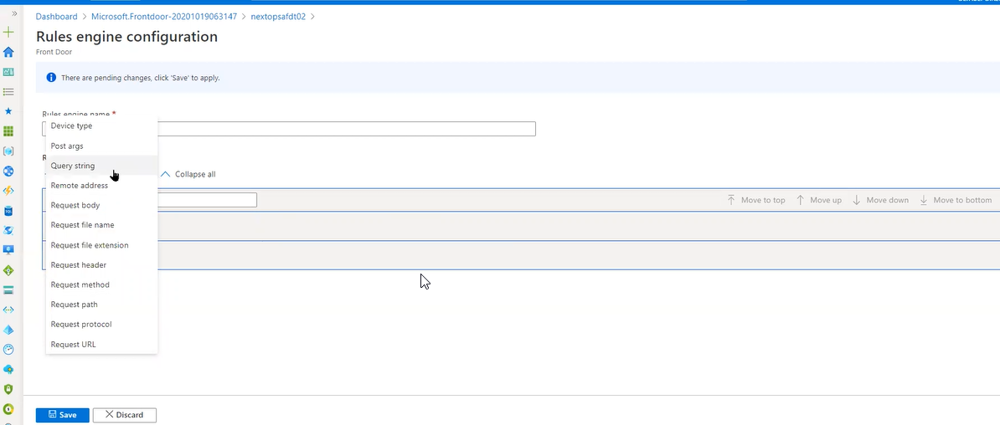 Dashboard > Microsoft.Frontdoor-20201019063147 > nextopsafdt02 >
Rules engine configuration
Front Door
There are pending changes, click 'Save' to apply.
Rules engine name *
Device type
Post args
Query string
Collapse all
Remote address
Move to top Move up Move down Move to bottom
Request body
Request file name
Request file extension
Request header
Request method
Request path
Request protocol
Request URL
Save Discard